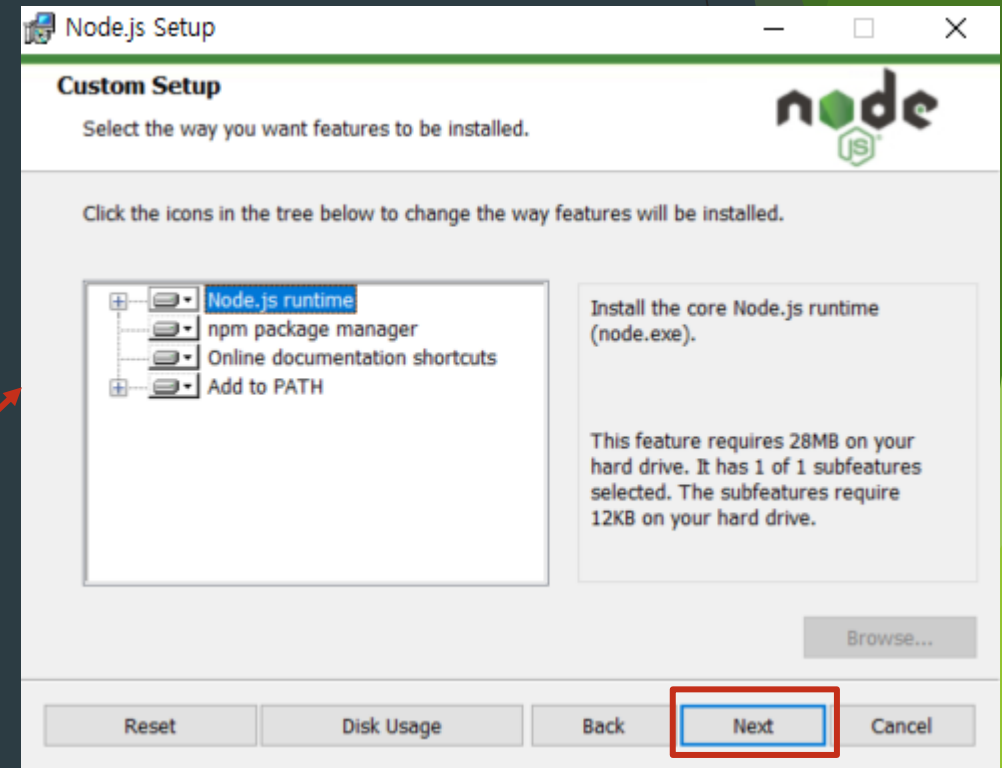 Node.js Setup
Custom Setup
Select the way you want features to be installed.
node
JS
Click the icons in the tree below to change the way features will be installed.
Node.js runtime
npm package manager
Online documentation shortcuts
Add to PATH
Install the core Node.js runtime
(node.exe).
This feature requires 28MB on your
hard drive. It has 1 of 1 subfeatures
selected. The subfeatures require
12KB on your hard drive.
Browse...
Reset
Disk Usage
Back
Next
Cancel